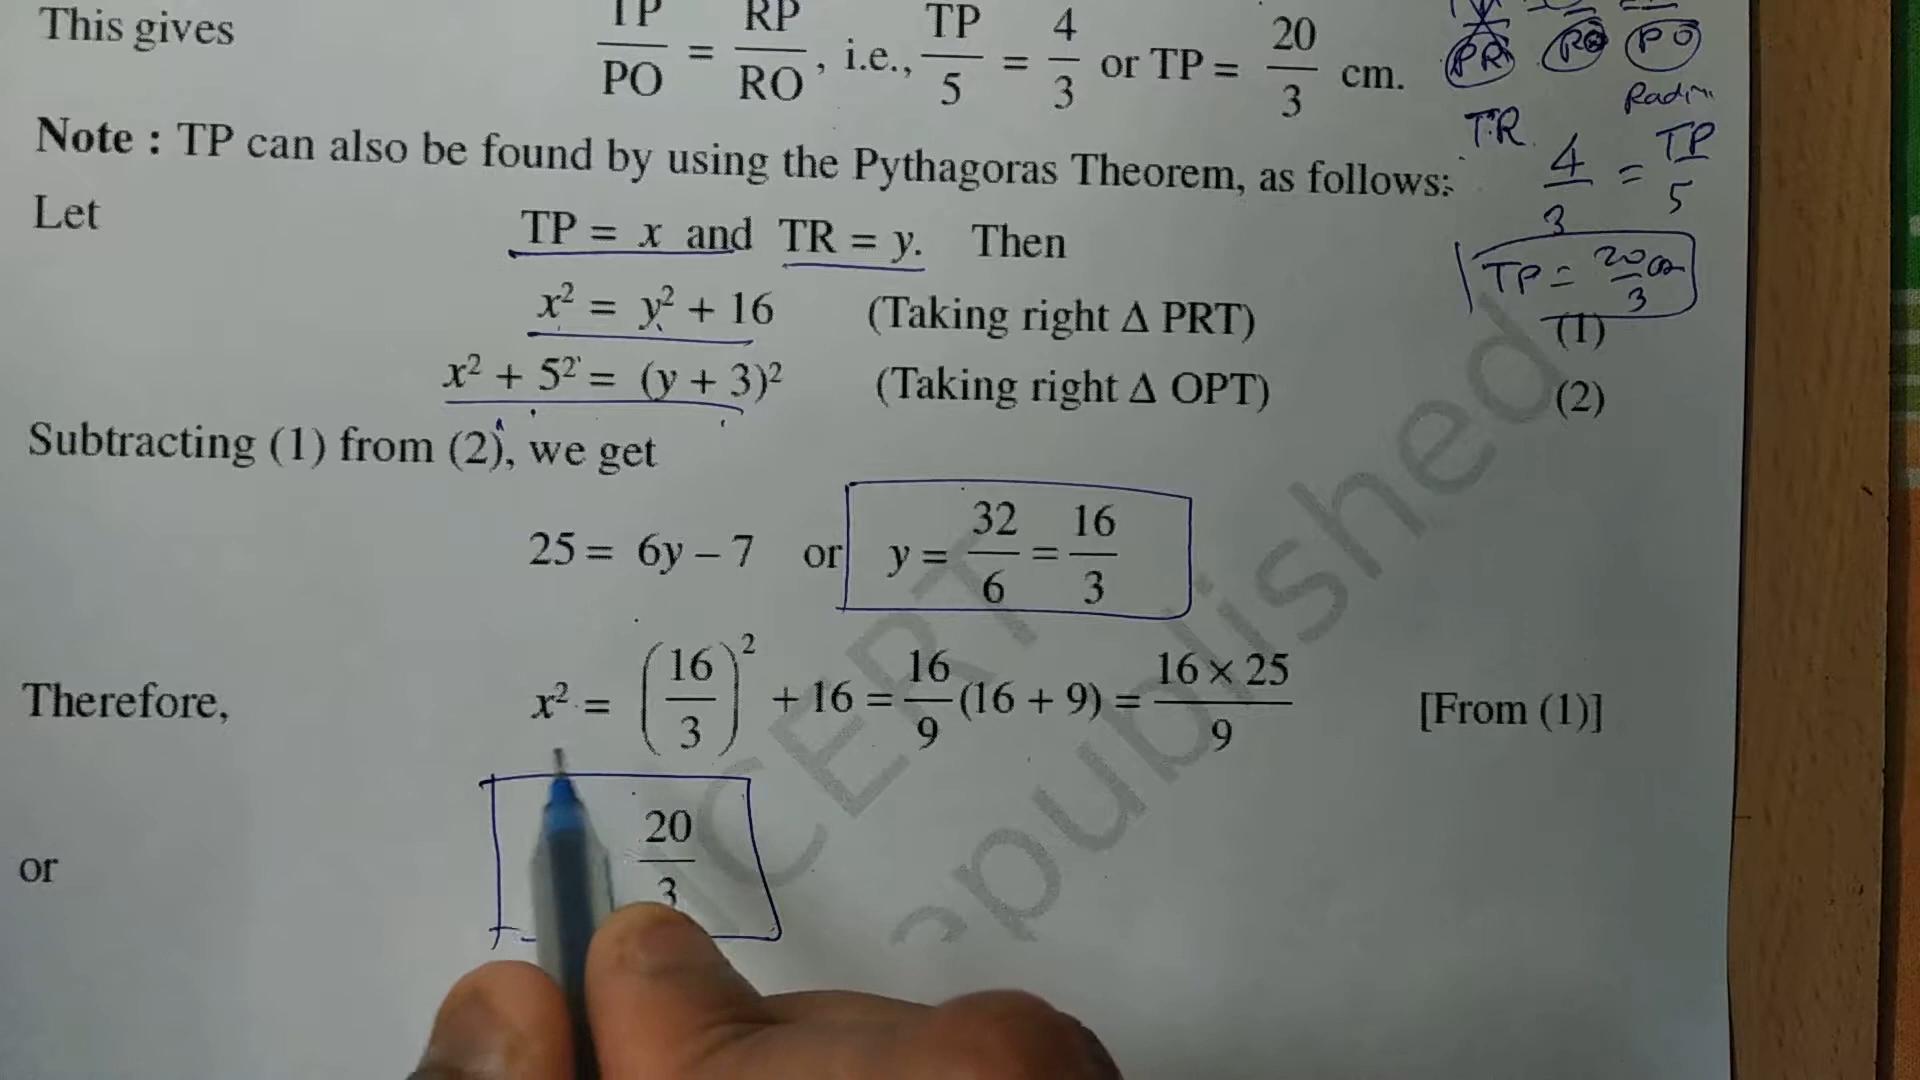 This gives TP/PO = RP/RO, i.e., TP/5 = 4/3 or TP = 20/3 cm.
PR RO PO
Radiu
Note : TP can also be found by using the Pythagoras Theorem, as follows:
TR
4/3 = TP/5
Let TP = x and TR = y. Then
TP = 20/3 cm
x² = y² + 16 (Taking right Δ PRT) (1)
x² + 5² = (y + 3)² (Taking right Δ OPT) (2)
Subtracting (1) from (2), we get
25 = 6y – 7 or y = 32/6 = 16/3
Therefore, x² = (16/3)² + 16 = 16/9 (16 + 9) = 16 × 25/9 [From (1)]
or 20/3
NCERT
republished